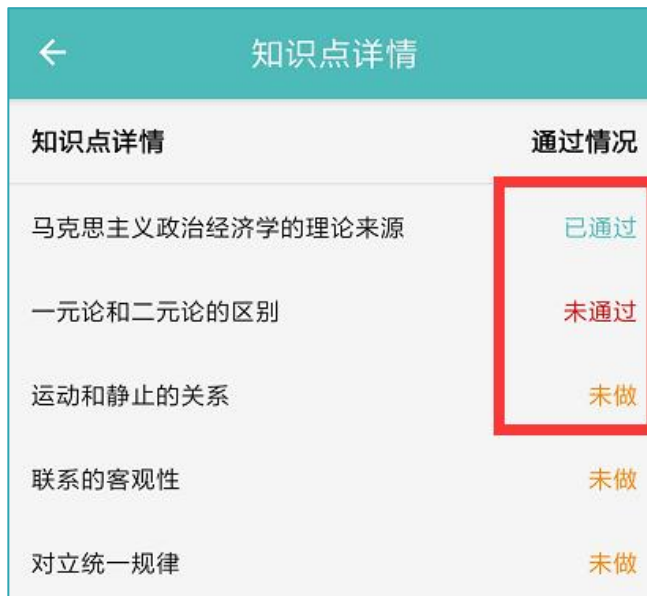 知识点详情
知识点详情 通过情况
马克思主义政治经济学的理论来源 已通过
一元论和二元论的区别 未通过
运动和静止的关系 未做
联系的客观性 未做
对立统一规律 未做